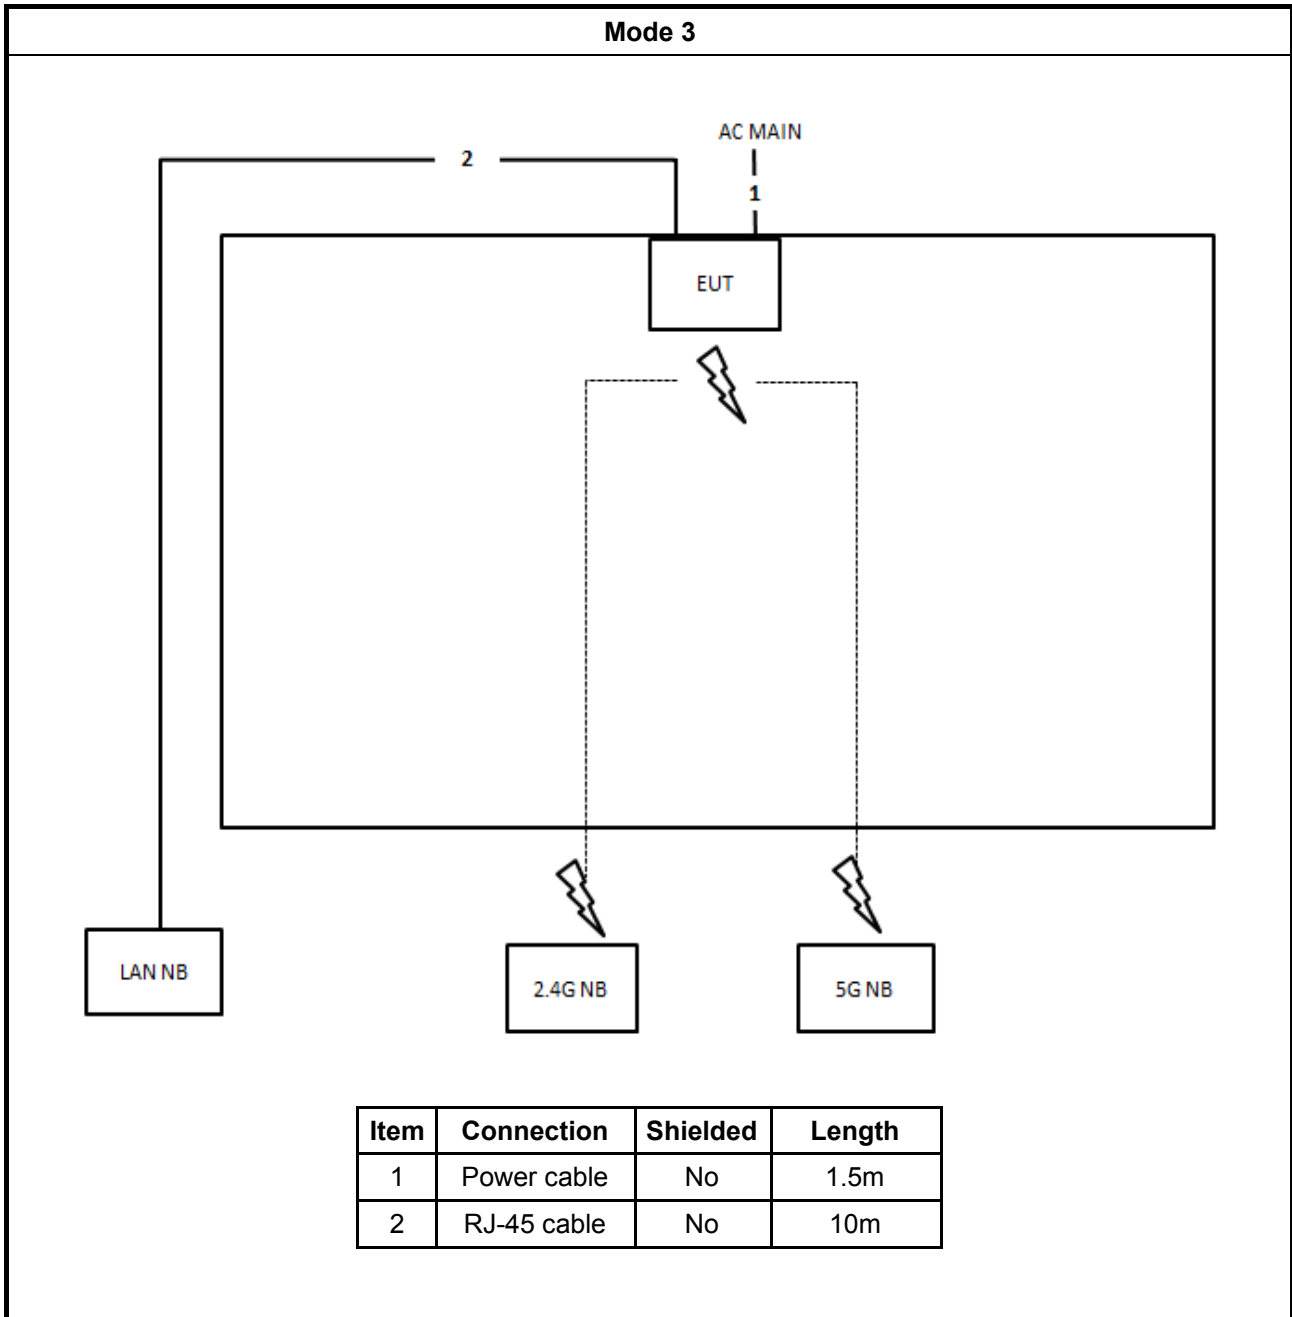 Mode 3
AC MAIN
2
1
EUT
LAN NB
2.4G NB
5G NB
Item Connection Shielded Length
1 Power cable No 1.5m
2 RJ-45 cable No 10m